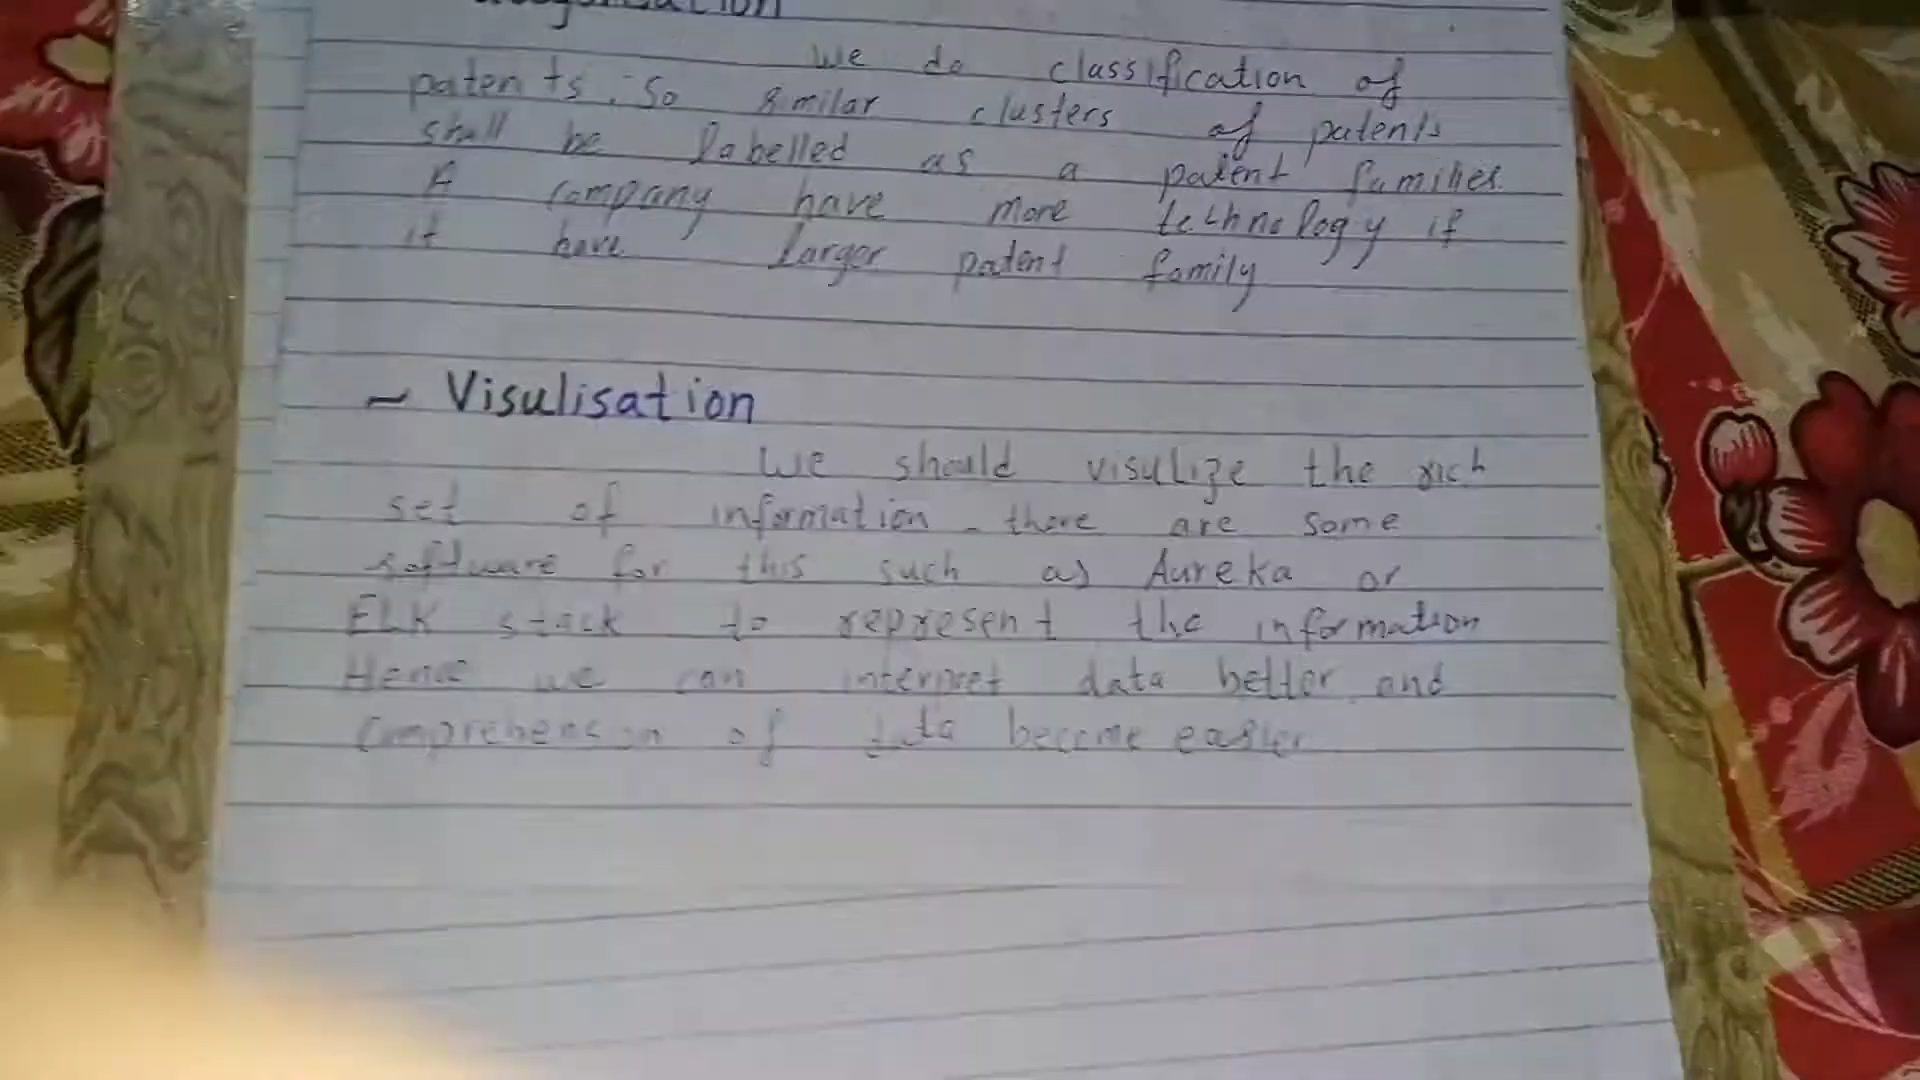 We do classification of
patents. So similar clusters of patents
shall be labelled as a patent families.
A company have more technology if
it have larger patent family
~ Visulisation
We should visulize the rich
set of information - there are some
software for this such as Aureka or
ELK stack to represent the information
Hence we can interpret data better and
comprehension of data become easier